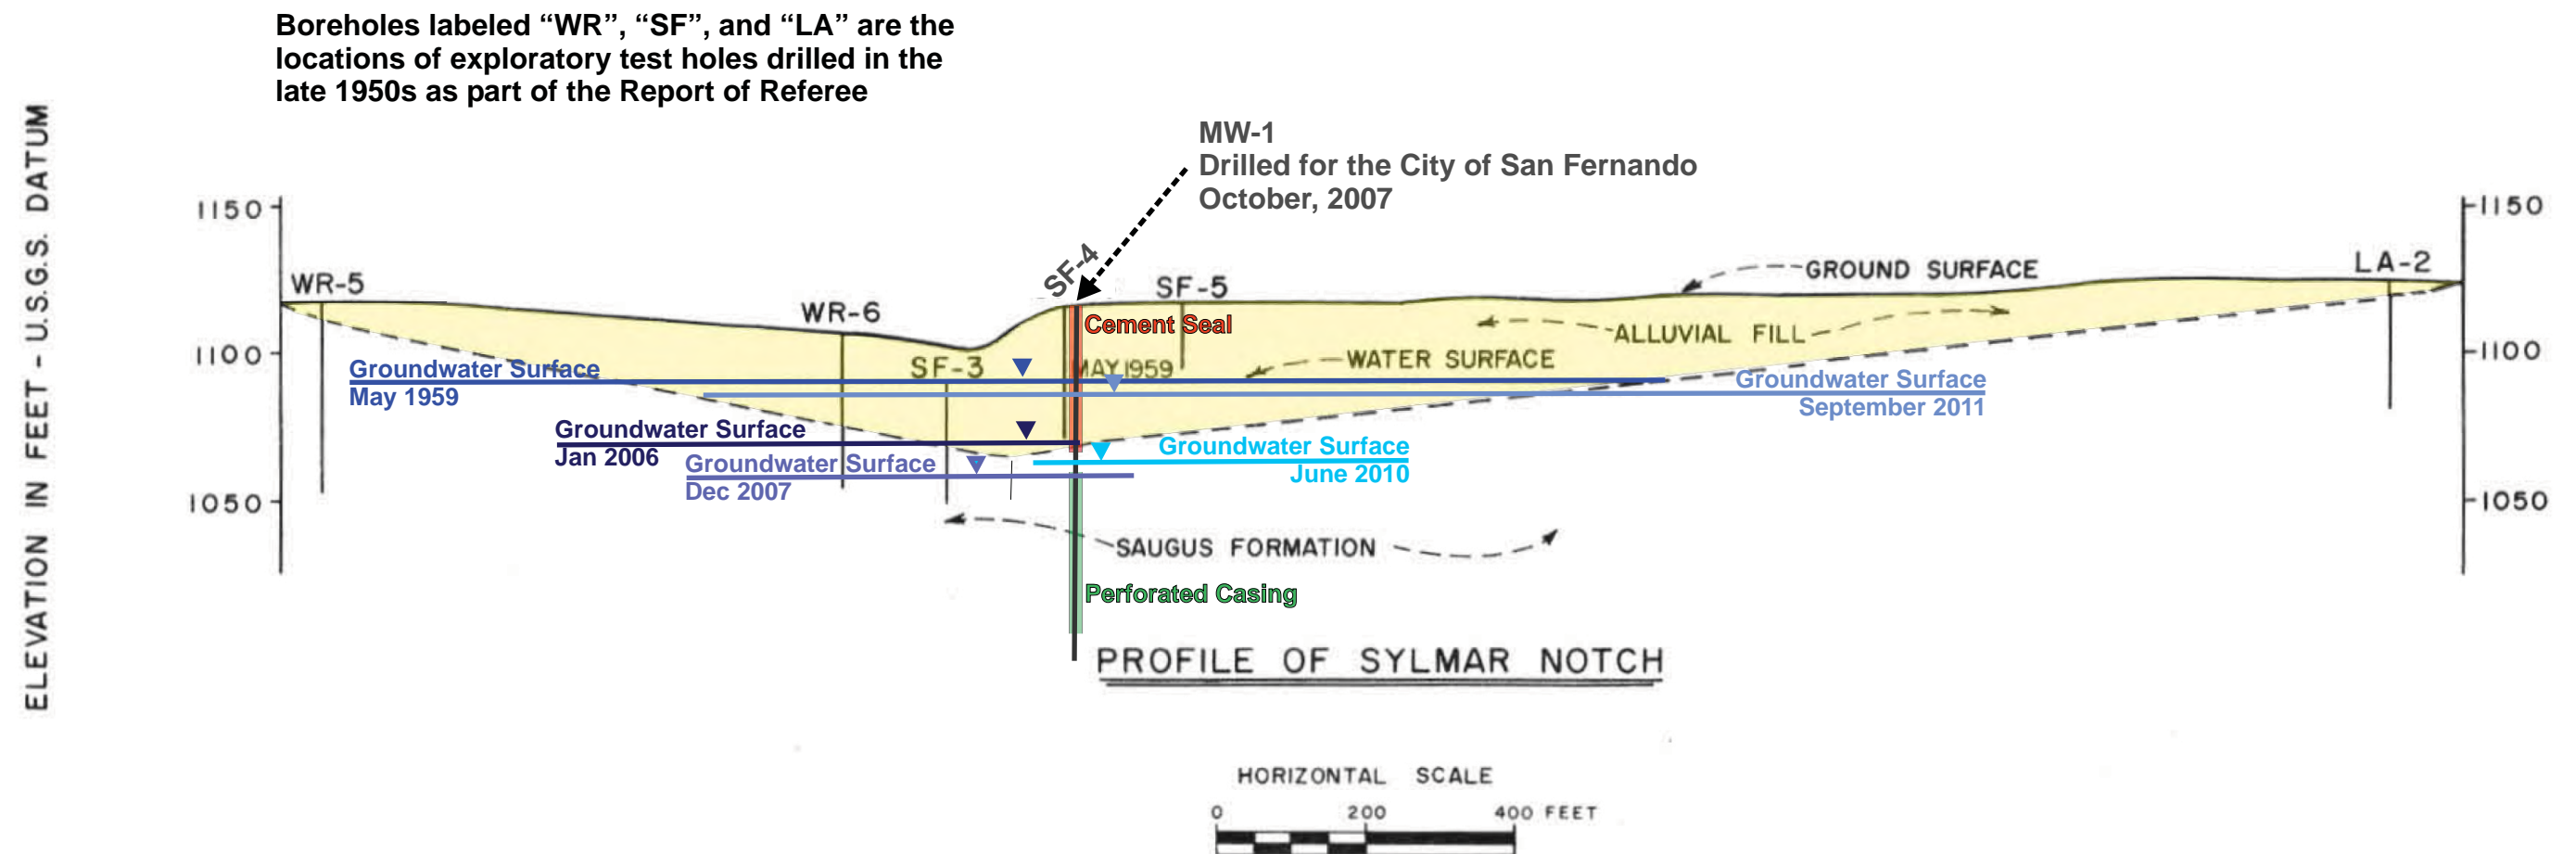 Boreholes labeled “WR”, “SF”, and “LA” are the
locations of exploratory test holes drilled in the
late 1950s as part of the Report of Referee
ELEVATION IN FEET - U.S.G.S. DATUM
MW-1
Drilled for the City of San Fernando
October, 2007
1150
1150
WR-5
SF-4
SF-5
GROUND SURFACE
LA-2
WR-6
Cement Seal
ALLUVIAL FILL
1100
1100
SF-3
MAY 1959
WATER SURFACE
Groundwater Surface
May 1959
Groundwater Surface
September 2011
Groundwater Surface
Jan 2006
Groundwater Surface
June 2010
Groundwater Surface
Dec 2007
1050
1050
SAUGUS FORMATION
Perforated Casing
PROFILE OF SYLMAR NOTCH
HORIZONTAL SCALE
0 200 400 FEET